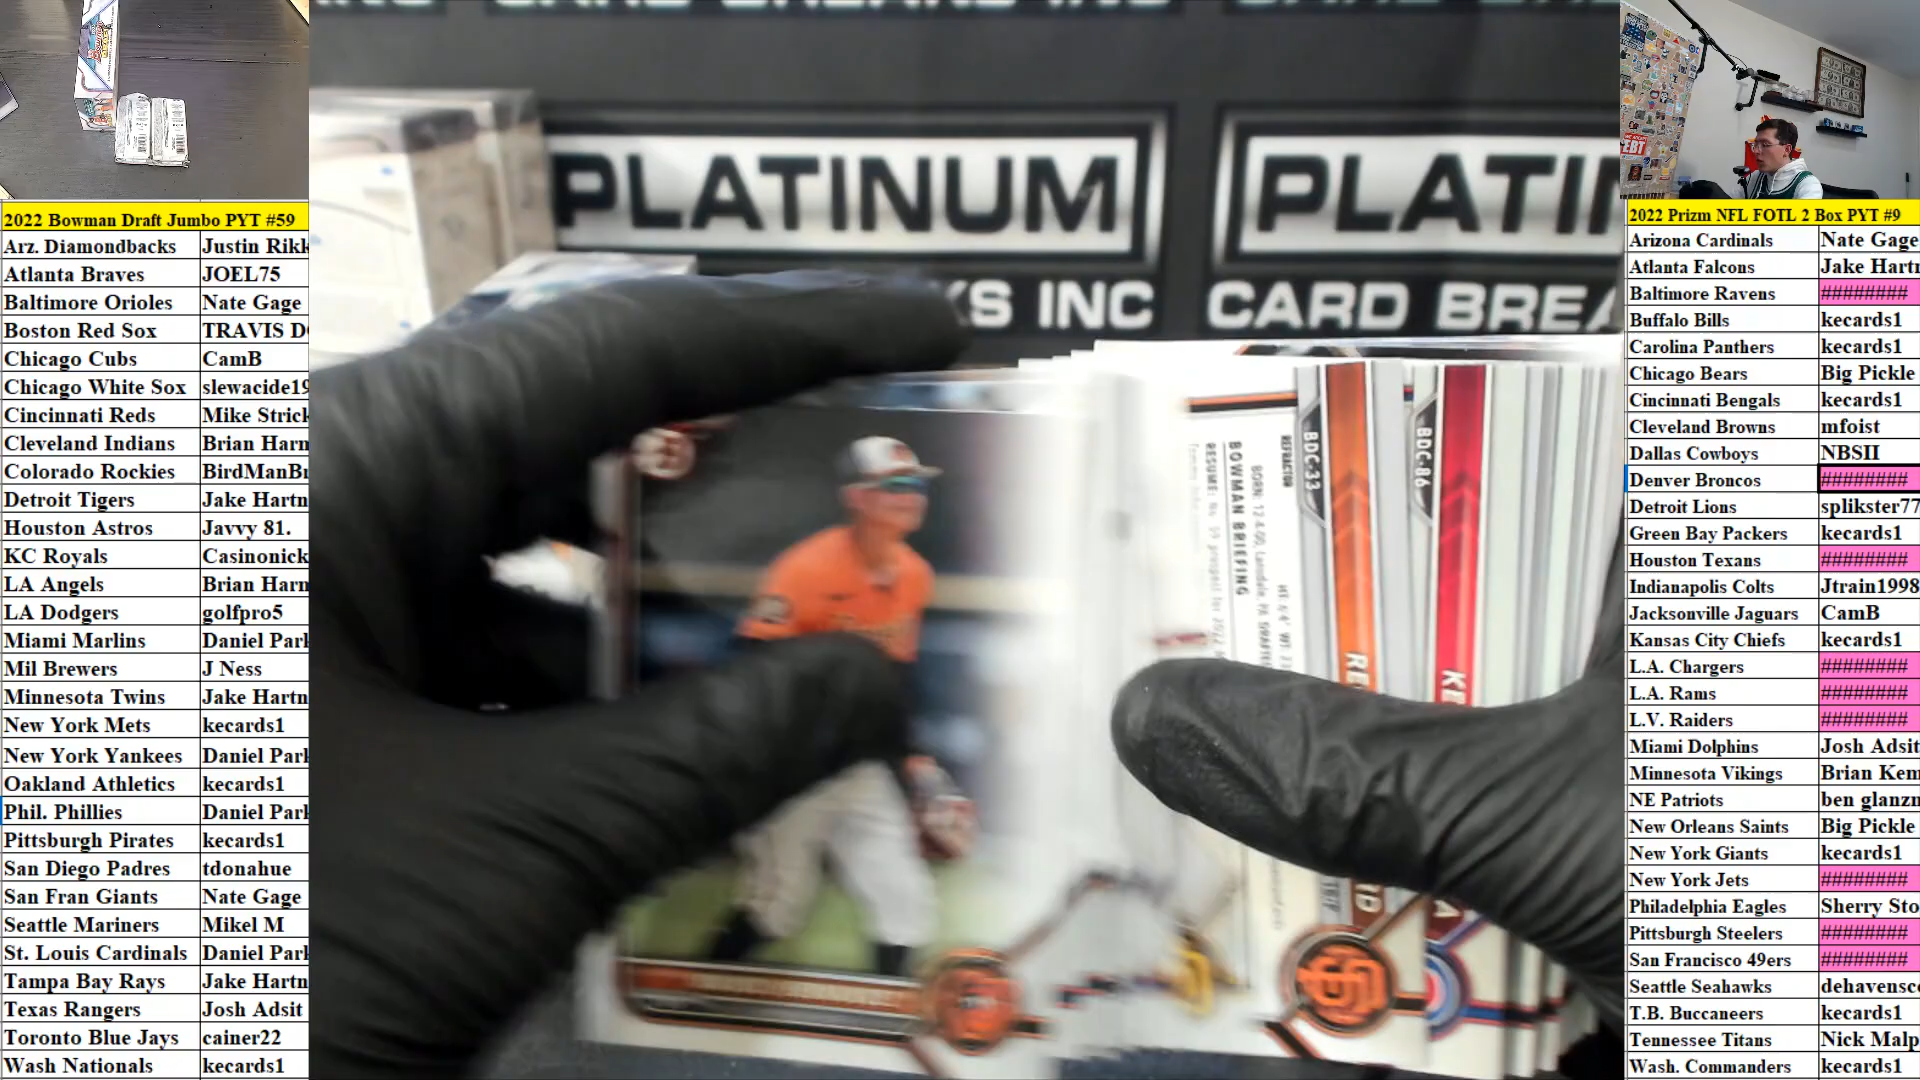 2022 Bowman Draft Jumbo PYT #59
Arz. Diamondbacks Justin Rikk
Atlanta Braves JOEL75
Baltimore Orioles Nate Gage
Boston Red Sox TRAVIS D
Chicago Cubs CamB
Chicago White Sox slewacide19
Cincinnati Reds Mike Strick
Cleveland Indians Brian Harn
Colorado Rockies BirdManBr
Detroit Tigers Jake Hartn
Houston Astros Javvy 81.
KC Royals Casinonick
LA Angels Brian Harn
LA Dodgers golfpro5
Miami Marlins Daniel Park
Mil Brewers J Ness
Minnesota Twins Jake Hartn
New York Mets kecards1
New York Yankees Daniel Park
Oakland Athletics kecards1
Phil. Phillies Daniel Park
Pittsburgh Pirates kecards1
San Diego Padres tdonahue
San Fran Giants Nate Gage
Seattle Mariners Mikel M
St. Louis Cardinals Daniel Park
Tampa Bay Rays Jake Hartn
Texas Rangers Josh Adsit
Toronto Blue Jays cainer22
Wash Nationals kecards1
PLATINUM PLATI
KS INC CARD BREA
REFRACTOR
BOWMAN BRIEFING
BDC-33
BDC-86
2022 Prizm NFL FOTL 2 Box PYT #9
Arizona Cardinals Nate Gage
Atlanta Falcons Jake Hartn
Baltimore Ravens ########
Buffalo Bills kecards1
Carolina Panthers kecards1
Chicago Bears Big Pickle
Cincinnati Bengals kecards1
Cleveland Browns mfoist
Dallas Cowboys NBSII
Denver Broncos ########
Detroit Lions splikster77
Green Bay Packers kecards1
Houston Texans ########
Indianapolis Colts Jtrain1998
Jacksonville Jaguars CamB
Kansas City Chiefs kecards1
L.A. Chargers ########
L.A. Rams ########
L.V. Raiders ########
Miami Dolphins Josh Adsit
Minnesota Vikings Brian Kem
NE Patriots ben glanzn
New Orleans Saints Big Pickle
New York Giants kecards1
New York Jets ########
Philadelphia Eagles Sherry Sto
Pittsburgh Steelers ########
San Francisco 49ers ########
Seattle Seahawks dehavensc
T.B. Buccaneers kecards1
Tennessee Titans Nick Malp
Wash. Commanders kecards1